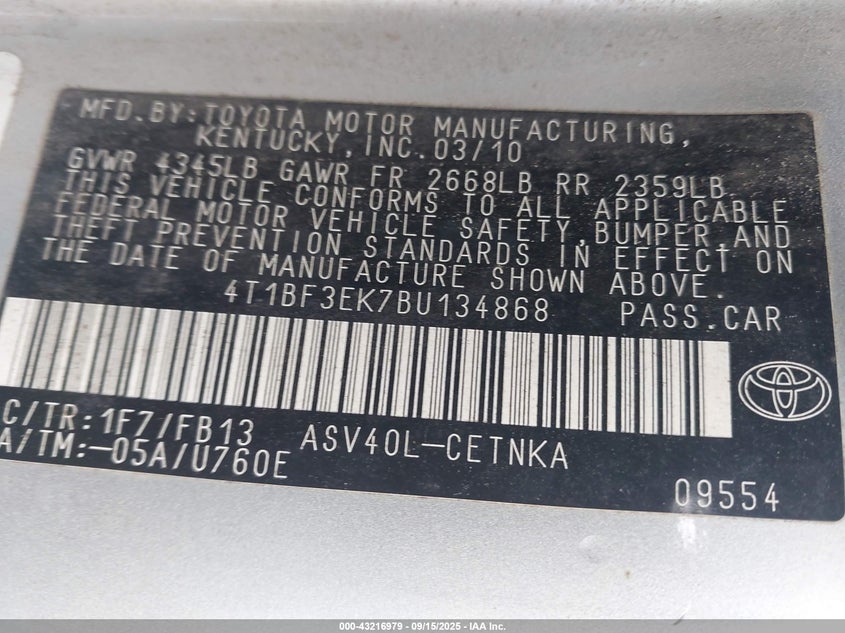 MFD.BY:TOYOTA MOTOR MANUFACTURING,
KENTUCKY,INC.03/10
GVWR 4345LB GAWR FR 2668LB RR 2359LB
THIS VEHICLE CONFORMS TO ALL APPLICABLE
FEDERAL MOTOR VEHICLE SAFETY,BUMPER,AND
THEFT PREVENTION STANDARDS IN EFFECT ON
THE DATE OF MANUFACTURE SHOWN ABOVE.
4T1BF3EK7BU134868 PASS.CAR
C/TR:1F7/FB13 ASV40L-CETNKA
A/TM:-05A/U760E
09554
000-43216979 - 09/15/2025 - IAA Inc.